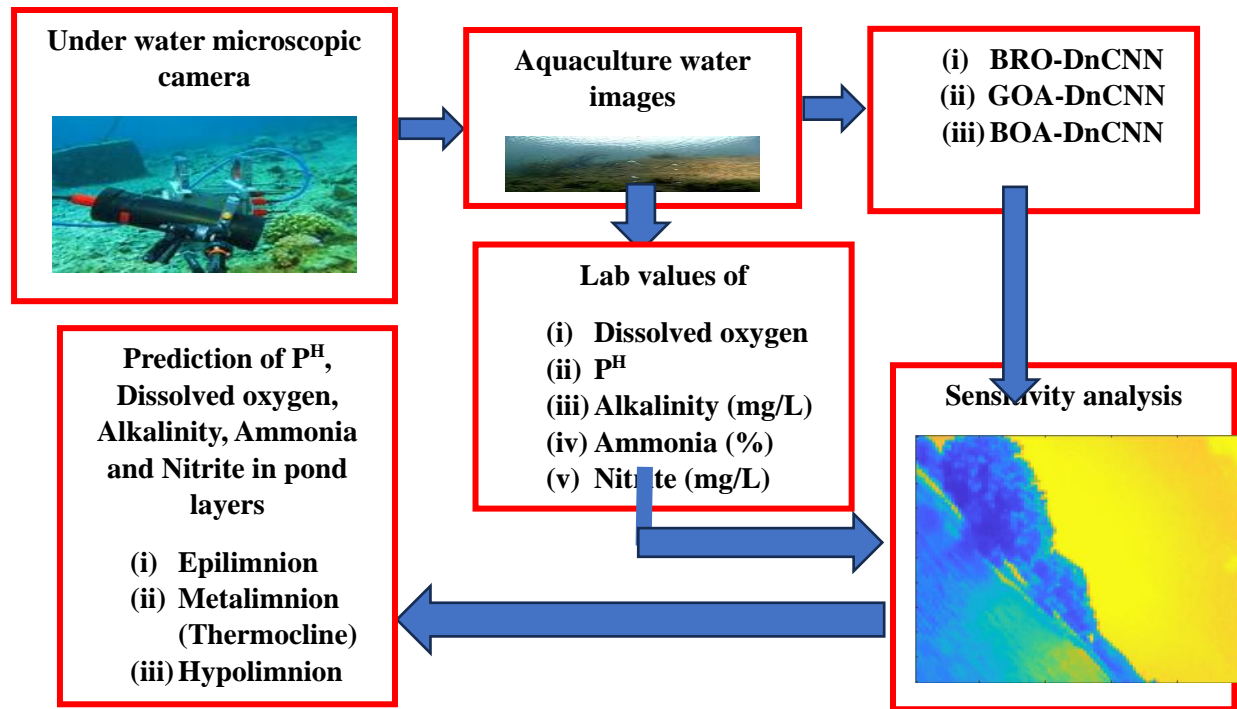 Under water microscopic
camera
Aquaculture water
images
(i) BRO-DnCNN
(ii) GOA-DnCNN
(iii) BOA-DnCNN
Lab values of
(i) Dissolved oxygen
(ii) P^H
(iii) Alkalinity (mg/L)
(iv) Ammonia (%)
(v) Nitrite (mg/L)
Sensitivity analysis
Prediction of P^H,
Dissolved oxygen,
Alkalinity, Ammonia
and Nitrite in pond
layers
(i) Epilimnion
(ii) Metalimnion
(Thermocline)
(iii) Hypolimnion